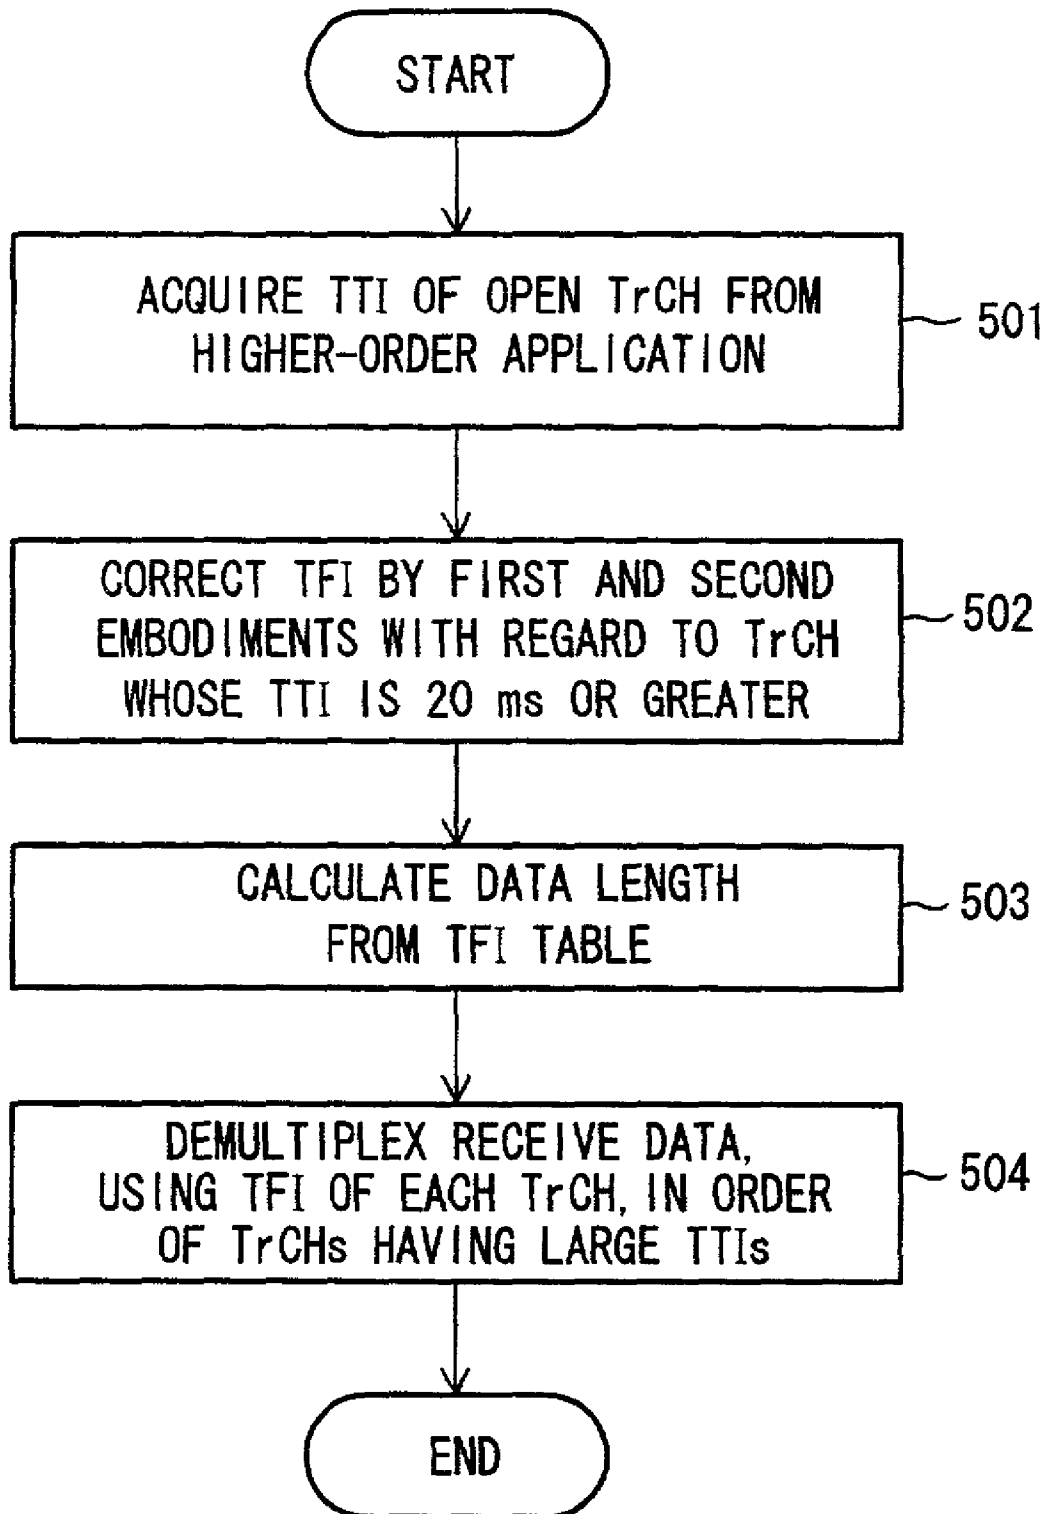 START
ACQUIRE TTI OF OPEN TrCH FROM
HIGHER-ORDER APPLICATION
501
CORRECT TFI BY FIRST AND SECOND
EMBODIMENTS WITH REGARD TO TrCH
WHOSE TTI IS 20 ms OR GREATER
502
CALCULATE DATA LENGTH
FROM TFI TABLE
503
DEMULTIPLEX RECEIVE DATA,
USING TFI OF EACH TrCH, IN ORDER
OF TrCHs HAVING LARGE TTIs
504
END